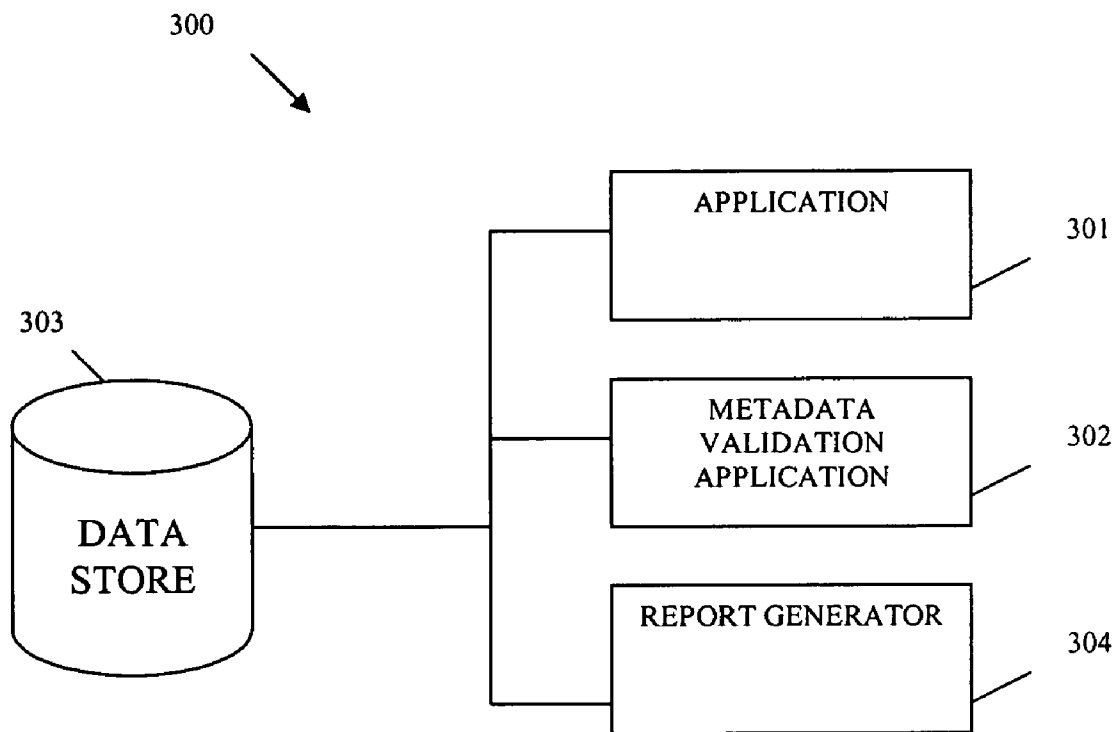 300
APPLICATION
301
303
METADATA
VALIDATION
APPLICATION
302
DATA
STORE
REPORT GENERATOR
304